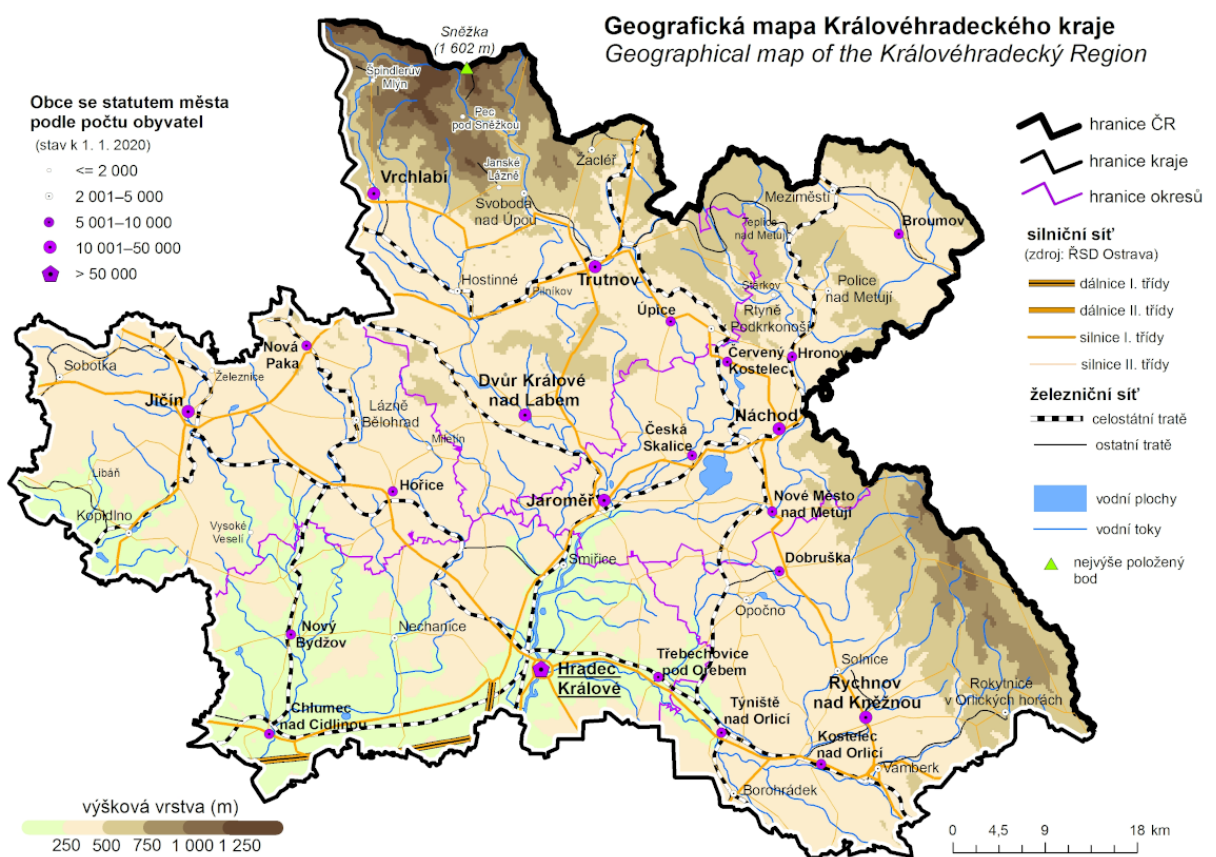 Geografická mapa Královéhradeckého kraje
Geographical map of the Královéhradecký Region
Sněžka
(1 602 m)
Obce se statutem města
podle počtu obyvatel
(stav k 1. 1. 2020)
<= 2 000
2 001–5 000
5 001–10 000
10 001–50 000
> 50 000
hranice ČR
hranice kraje
hranice okresů
silniční síť
(zdroj: ŘSD Ostrava)
dálnice I. třídy
dálnice II. třídy
silnice I. třídy
silnice II. třídy
železniční síť
celostátní tratě
ostatní tratě
vodní plochy
vodní toky
nejvýše položený
bod
Špindlerův
Mlýn
Pec
pod Sněžkou
Janské
Lázně
Vrchlabí
Svoboda
nad Úpou
Žacléř
Meziměstí
Broumov
Teplice
nad Metují
Hostinné
Trutnov
Pilníkov
Stárkov
Police
nad Metují
Úpice
Rtyně
v Podkrkonoší
Hronov
Červený
Kostelec
Sobotka
Nová
Paka
Železnice
Jičín
Lázně
Bělohrad
Dvůr Králové
nad Labem
Náchod
Miletín
Česká
Skalice
Libáň
Hořice
Jaroměř
Nové Město
nad Metují
Kopidlno
Vysoké
Veselí
Smiřice
Dobruška
Opočno
Nový
Bydžov
Nechanice
Hradec
Králové
Třebechovice
pod Orebem
Solnice
Rychnov
nad Kněžnou
Rokytnice
v Orlických horách
Týniště
nad Orlicí
Chlumec
nad Cidlinou
Kostelec
nad Orlicí
Vamberk
Borohrádek
výšková vrstva (m)
250 500 750 1 000 1 250
0 4,5 9 18 km